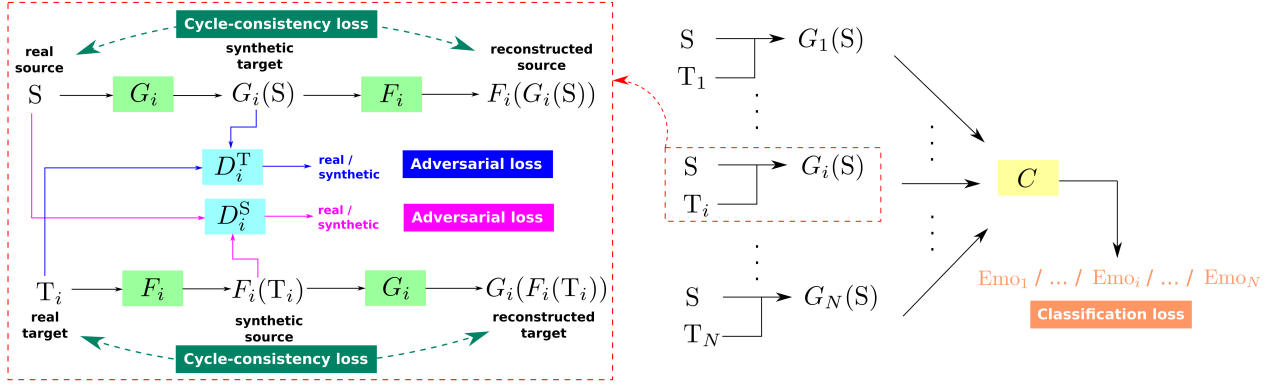 Cycle-consistency loss
real
source
synthetic
target
reconstructed
source
S
G_i
G_i(S)
F_i
F_i(G_i(S))
D_i^T
real /
synthetic
Adversarial loss
D_i^S
real /
synthetic
Adversarial loss
T_i
F_i
F_i(T_i)
G_i
G_i(F_i(T_i))
real
target
synthetic
source
reconstructed
target
Cycle-consistency loss
S
G_1(S)
T_1
S
G_i(S)
T_i
S
G_N(S)
T_N
C
Emo_1 / ... / Emo_i / ... / Emo_N
Classification loss